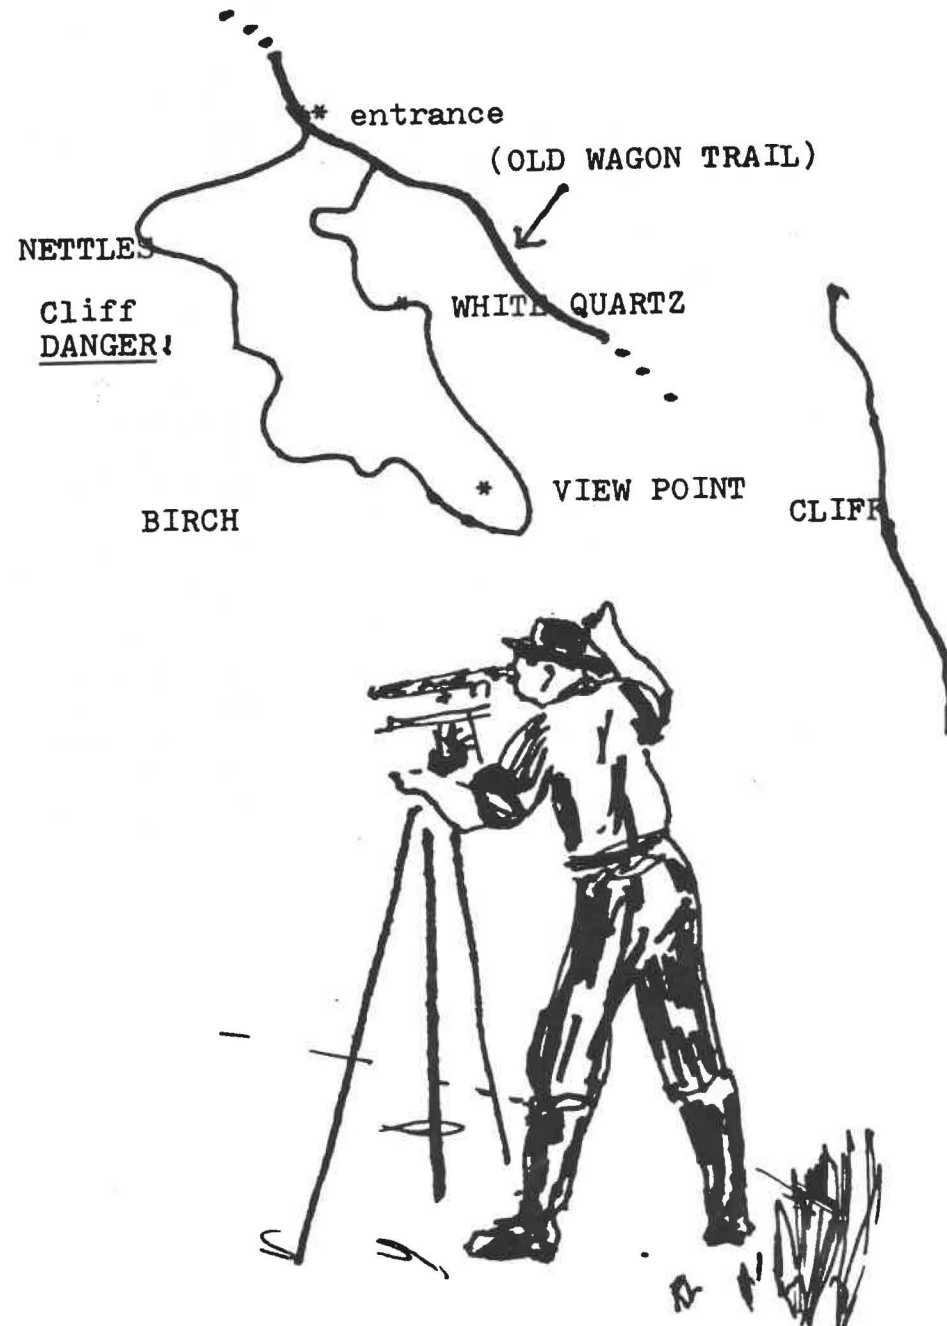 ** entrance
(OLD WAGON TRAIL)
NETTLES
Cliff
DANGER!
* WHITE QUARTZ
* VIEW POINT
CLIFF
BIRCH